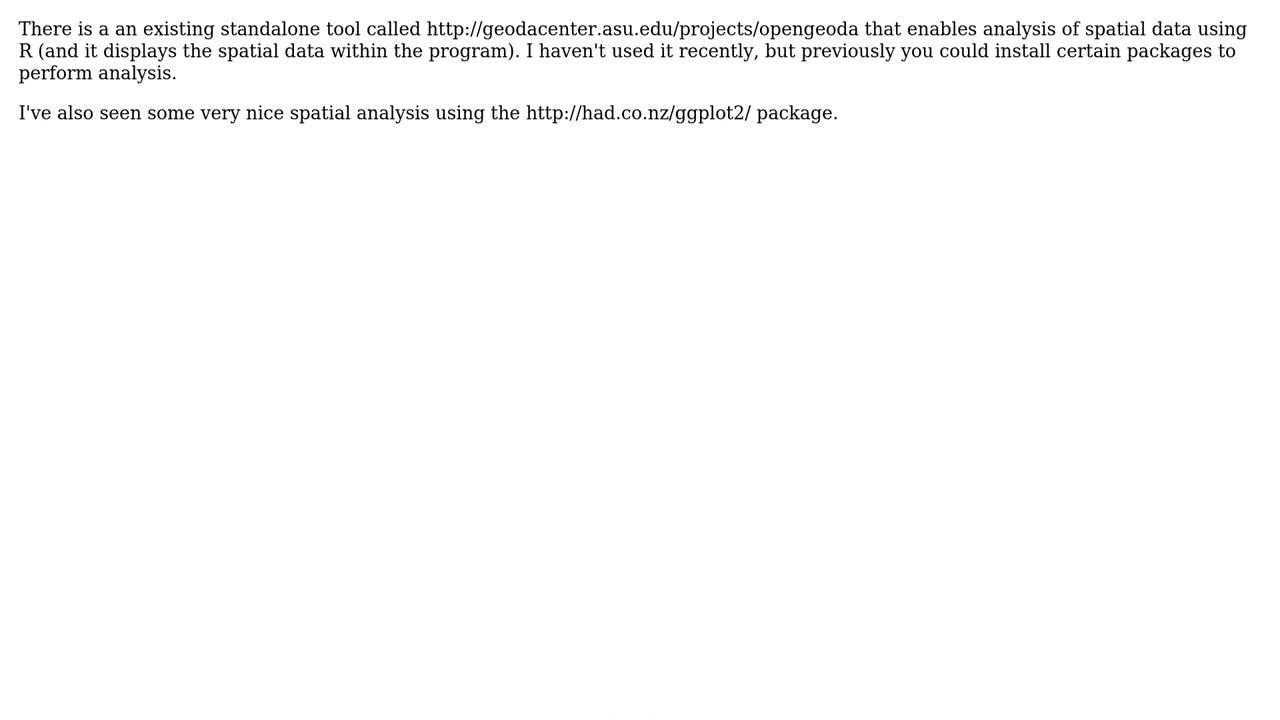 There is a an existing standalone tool called http://geodacenter.asu.edu/projects/opengeoda that enables analysis of spatial data using
R (and it displays the spatial data within the program). I haven't used it recently, but previously you could install certain packages to
perform analysis.
I've also seen some very nice spatial analysis using the http://had.co.nz/ggplot2/ package.